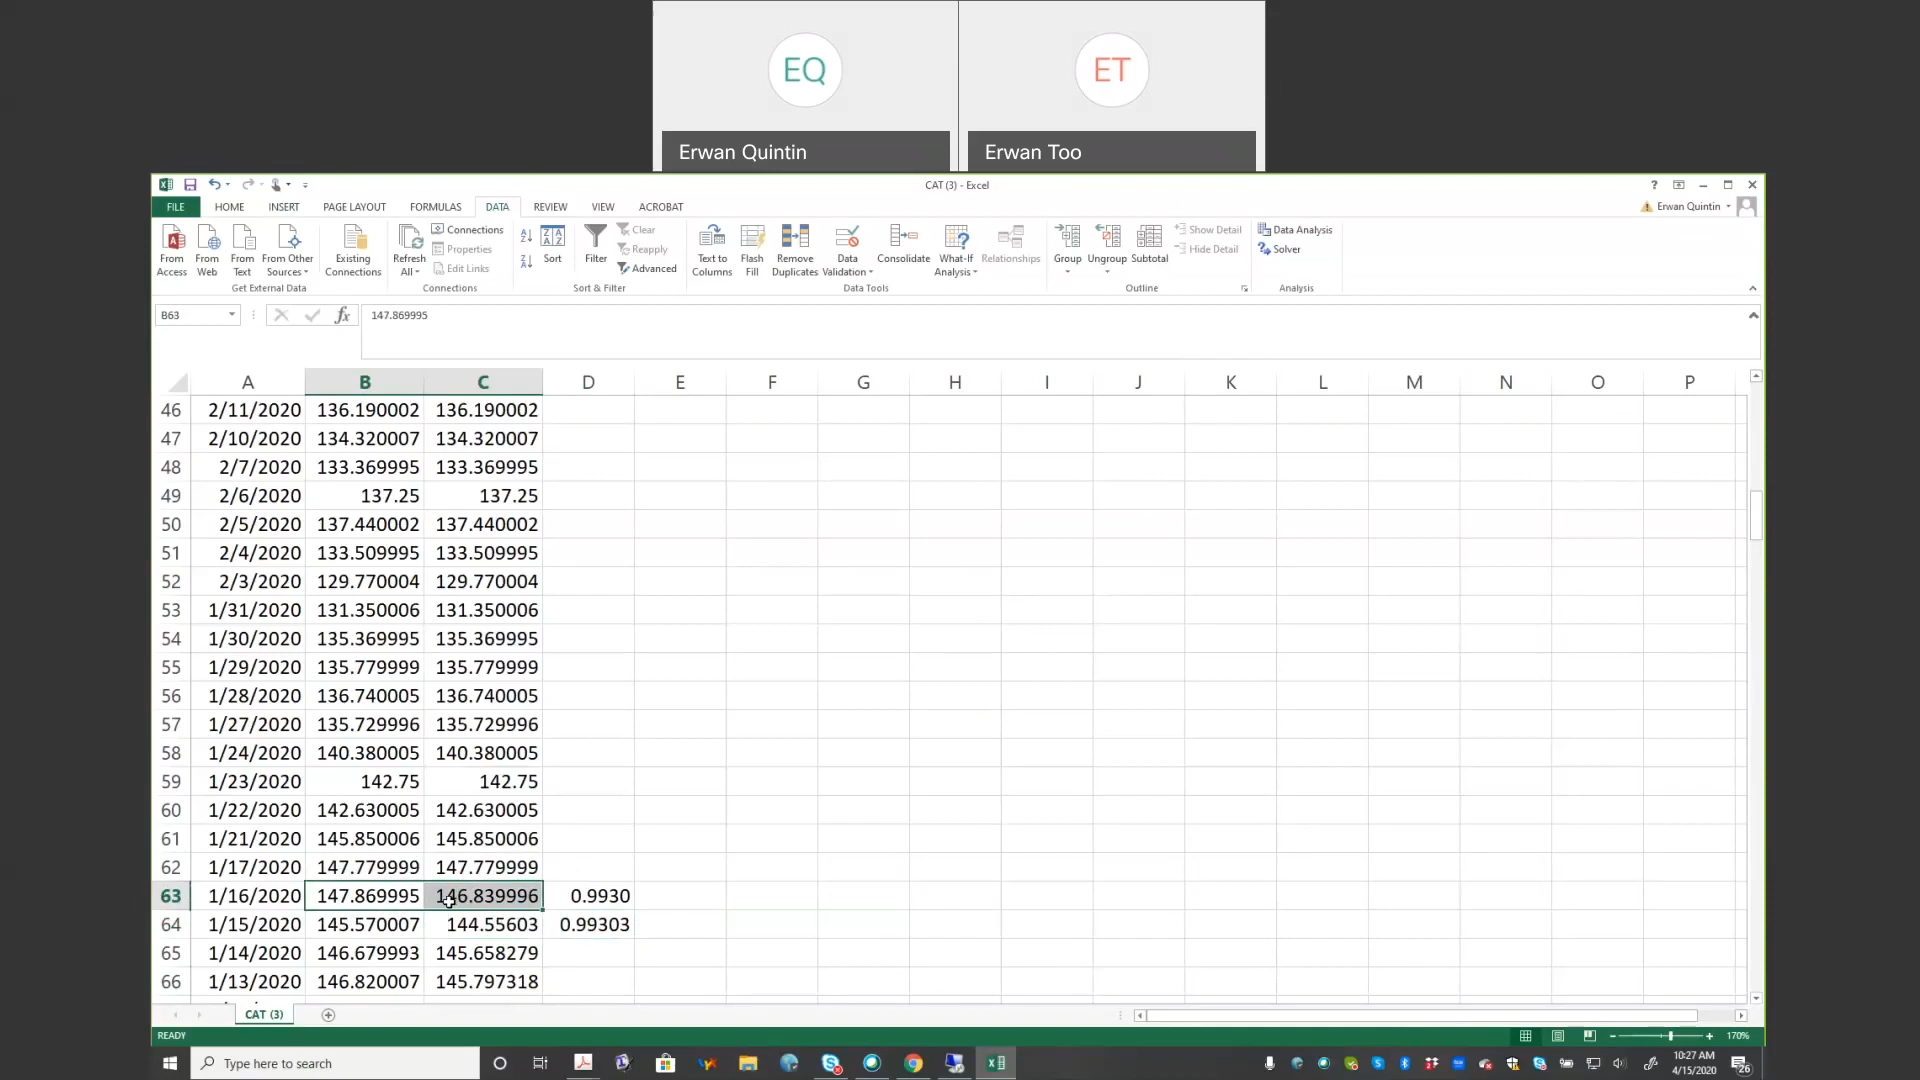 EQ
ET
Erwan Quintin
Erwan Too
CAT (3) - Excel
?
FILE HOME INSERT PAGE LAYOUT FORMULAS DATA REVIEW VIEW ACROBAT
Erwan Quintin
From Access
From Web
From Text
From Other Sources
Existing Connections
Get External Data
Refresh All
Connections
Properties
Edit Links
Connections
Sort
Filter
Clear
Reapply
Advanced
Sort & Filter
Text to Columns
Flash Fill
Remove Duplicates
Data Validation
Consolidate
What-If Analysis
Relationships
Data Tools
Group
Ungroup
Subtotal
Show Detail
Hide Detail
Outline
Data Analysis
Solver
Analysis
B63
fx
147.869995
A B C D E F G H I J K L M N O P
46 2/11/2020 136.190002 136.190002
47 2/10/2020 134.320007 134.320007
48 2/7/2020 133.369995 133.369995
49 2/6/2020 137.25 137.25
50 2/5/2020 137.440002 137.440002
51 2/4/2020 133.509995 133.509995
52 2/3/2020 129.770004 129.770004
53 1/31/2020 131.350006 131.350006
54 1/30/2020 135.369995 135.369995
55 1/29/2020 135.779999 135.779999
56 1/28/2020 136.740005 136.740005
57 1/27/2020 135.729996 135.729996
58 1/24/2020 140.380005 140.380005
59 1/23/2020 142.75 142.75
60 1/22/2020 142.630005 142.630005
61 1/21/2020 145.850006 145.850006
62 1/17/2020 147.779999 147.779999
63 1/16/2020 147.869995 146.839996 0.9930
64 1/15/2020 145.570007 144.55603 0.99303
65 1/14/2020 146.679993 145.658279
66 1/13/2020 146.820007 145.797318
CAT (3)
READY
170%
Type here to search
10:27 AM
4/15/2020
26